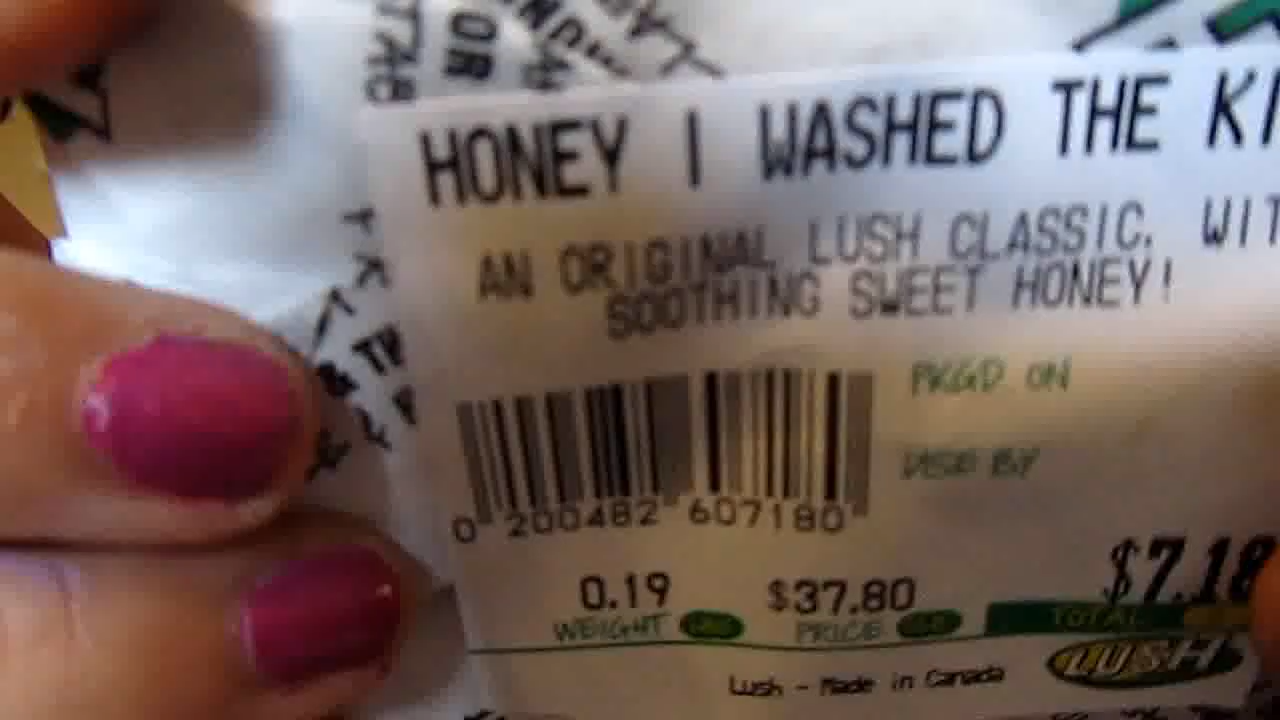 OR
HONEY I WASHED THE KI
AN ORIGINAL LUSH CLASSIC, WIT
SOOTHING SWEET HONEY!
PKGD ON
USE BY
0 200482 607180
$7.18
0.19 $37.80
WEIGHT PRICE TOTAL
LUSH
Lush - Made in Canada